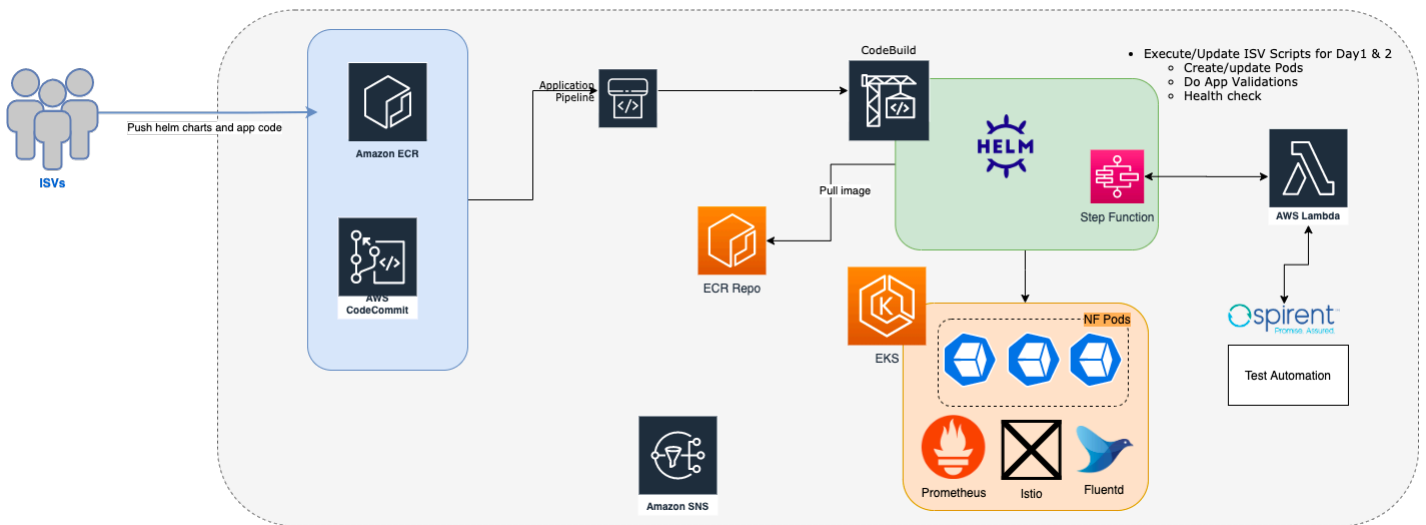 ISVs
Push helm charts and app code
Amazon ECR
AWS
CodeCommit
Application
Pipeline
CodeBuild
HELM
Step Function
Pull image
ECR Repo
• Execute/Update ISV Scripts for Day1 & 2
○ Create/update Pods
○ Do App Validations
○ Health check
AWS Lambda
spirent™
Promise. Assured.
Test Automation
K
EKS
NF Pods
Prometheus
Istio
Fluentd
Amazon SNS